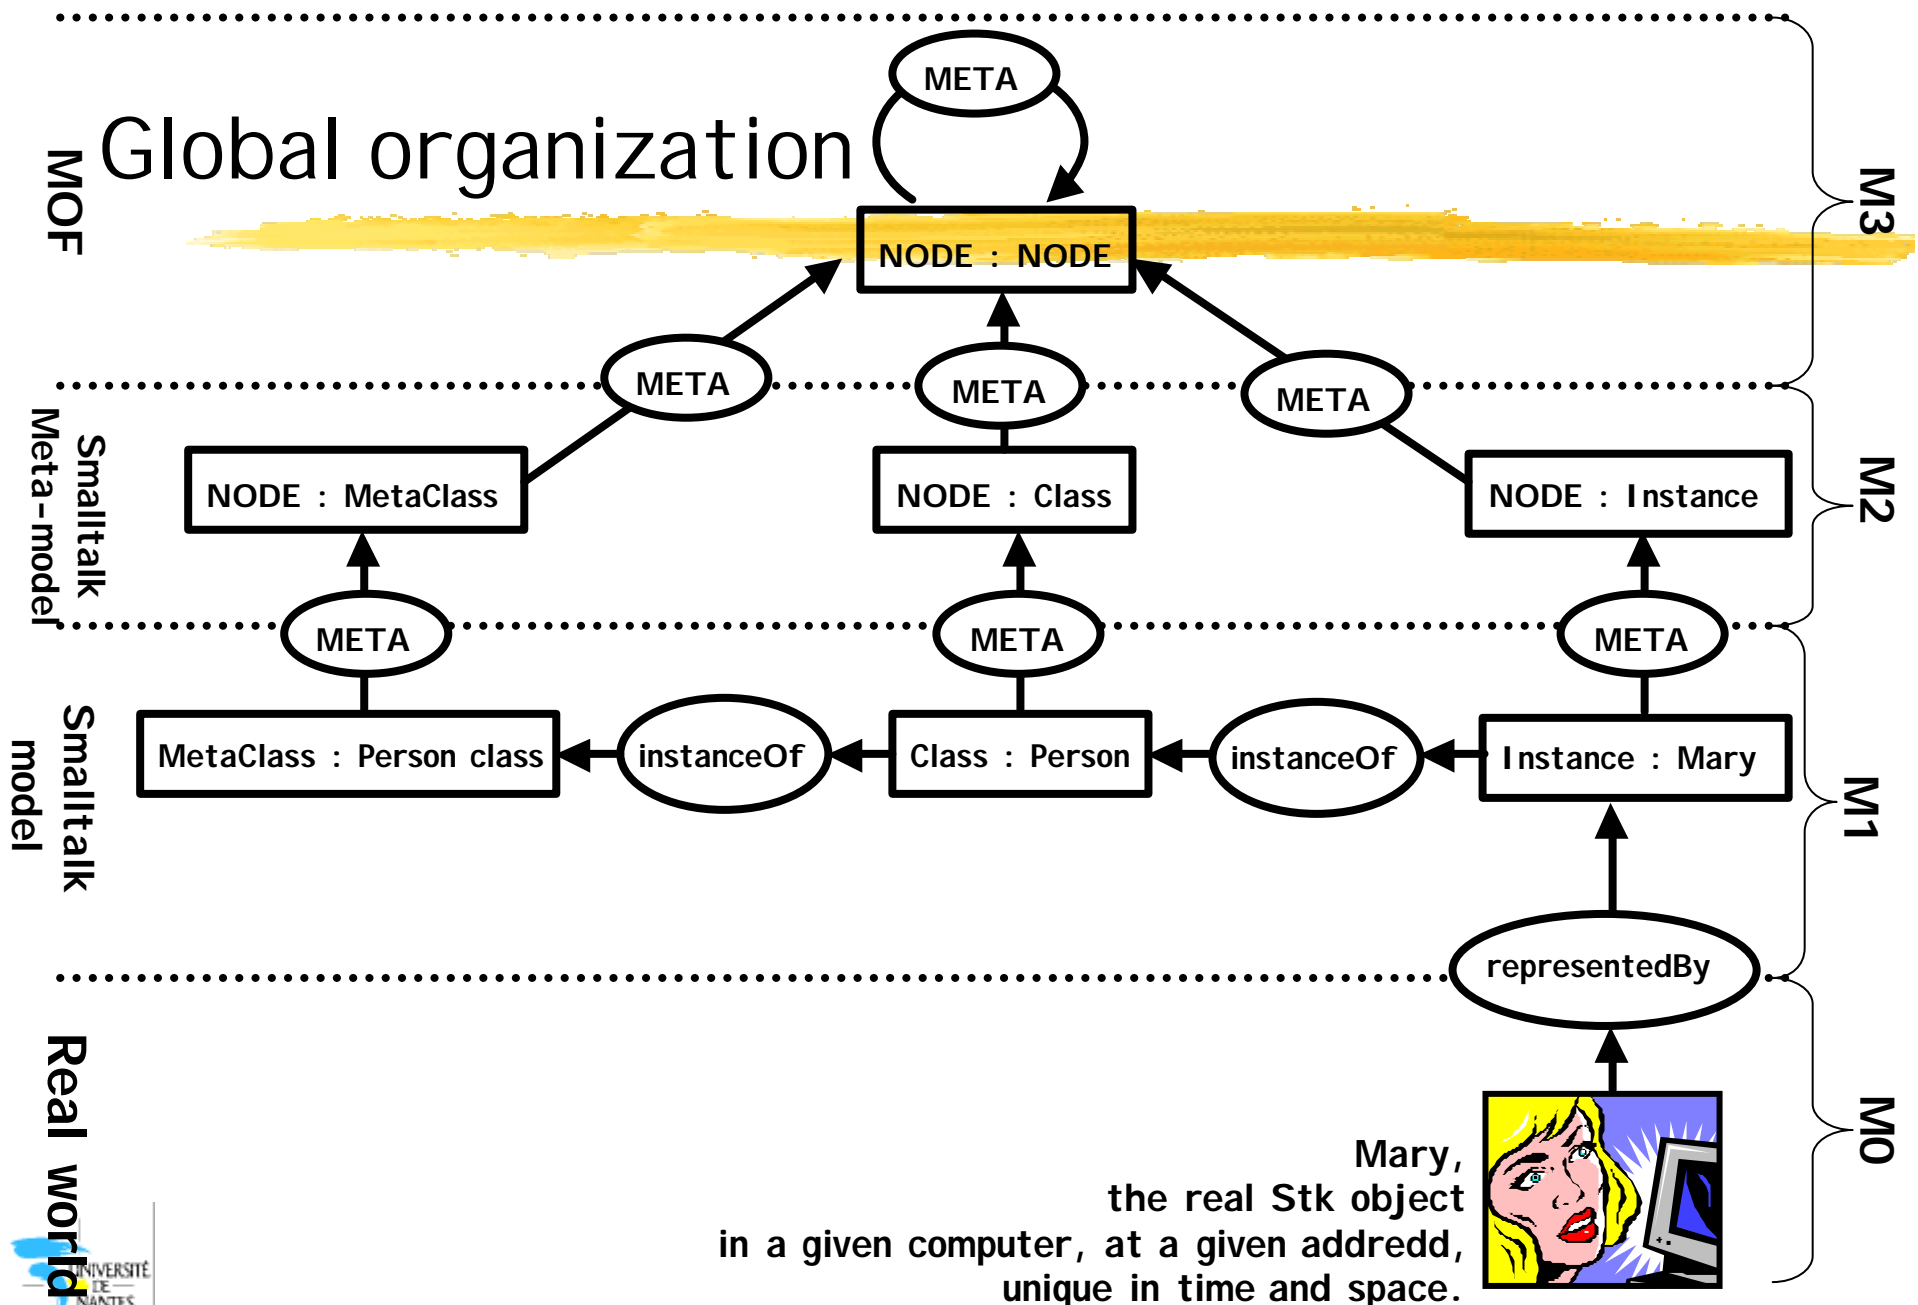 META
Global organization
MOF
M3
NODE : NODE
META
META
META
Smalltalk
Meta-model
M2
NODE : MetaClass
NODE : Class
NODE : Instance
META
META
META
Smalltalk
model
M1
MetaClass : Person class
instanceOf
Class : Person
instanceOf
Instance : Mary
representedBy
Real world
M0
Mary,
the real Stk object
in a given computer, at a given addredd,
unique in time and space.
UNIVERSITÉ
DE
NANTES